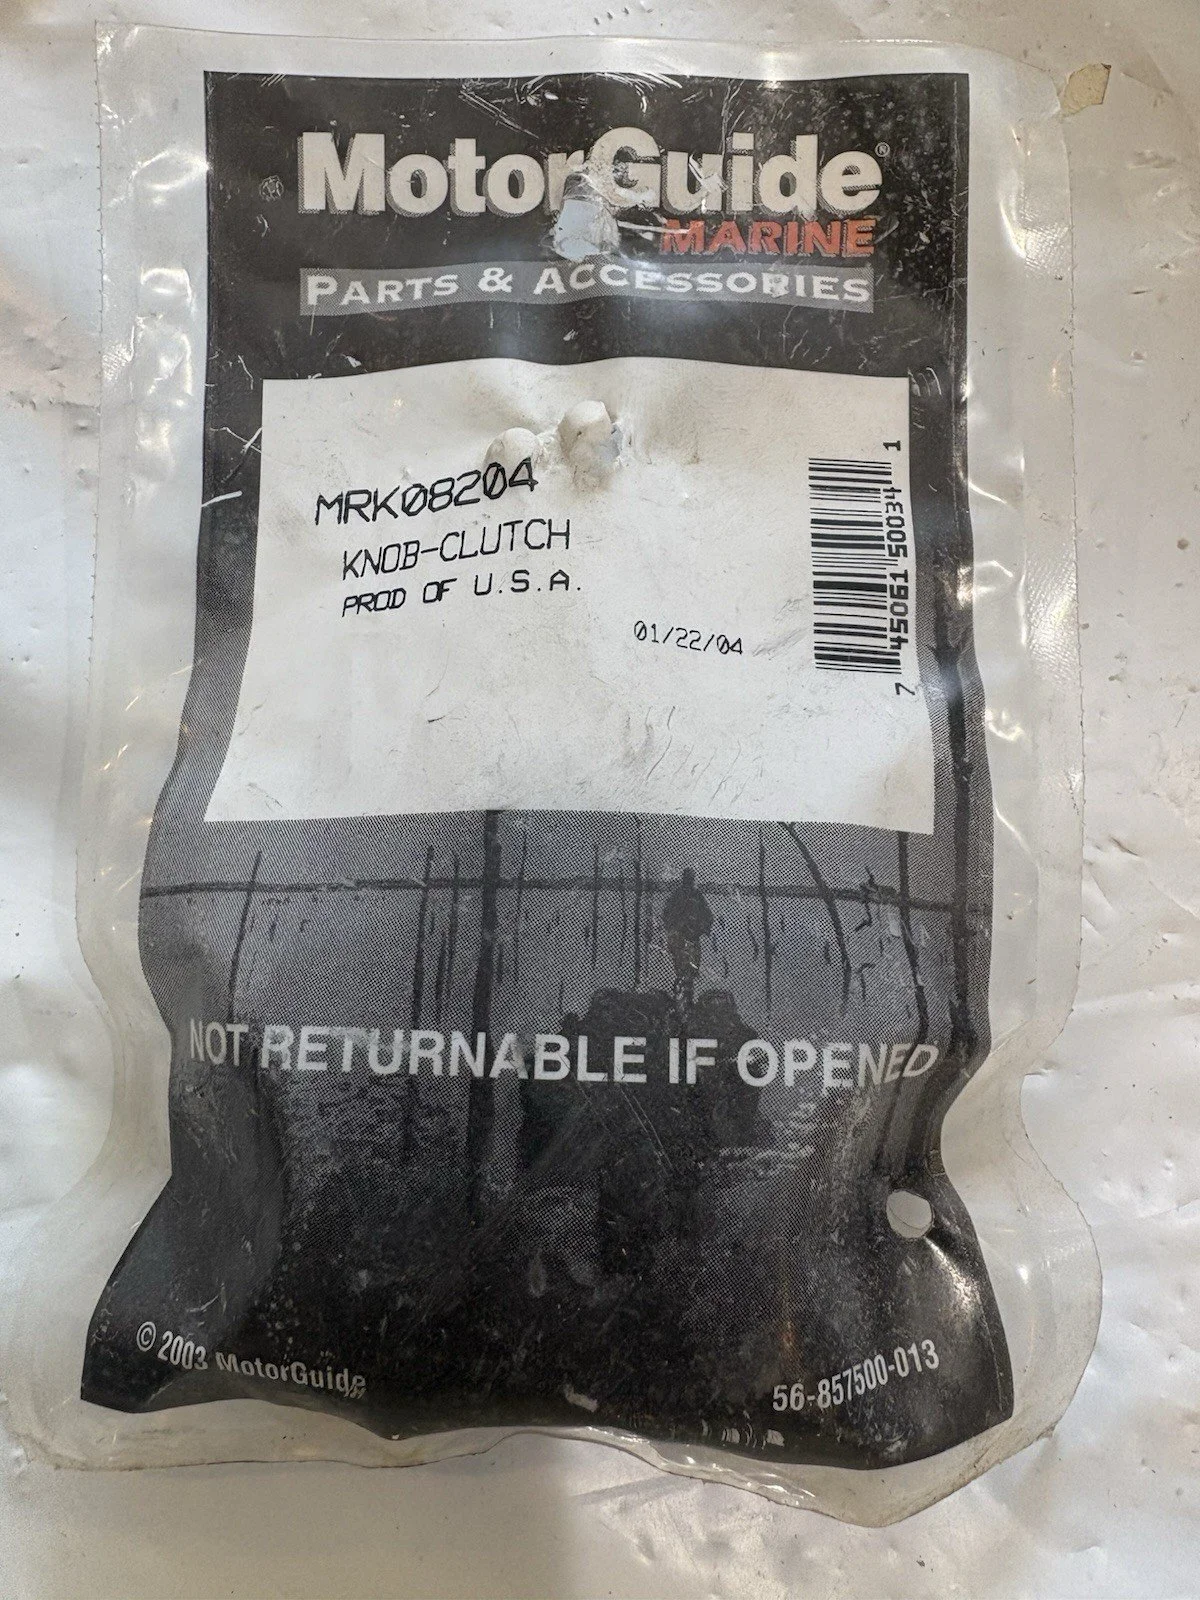 MotorGuide®
MARINE
PARTS & ACCESSORIES
MRK08204
KNOB-CLUTCH
PROD OF U.S.A.
01/22/04
NOT RETURNABLE IF OPENED
© 2003 MotorGuide
56-857500-013